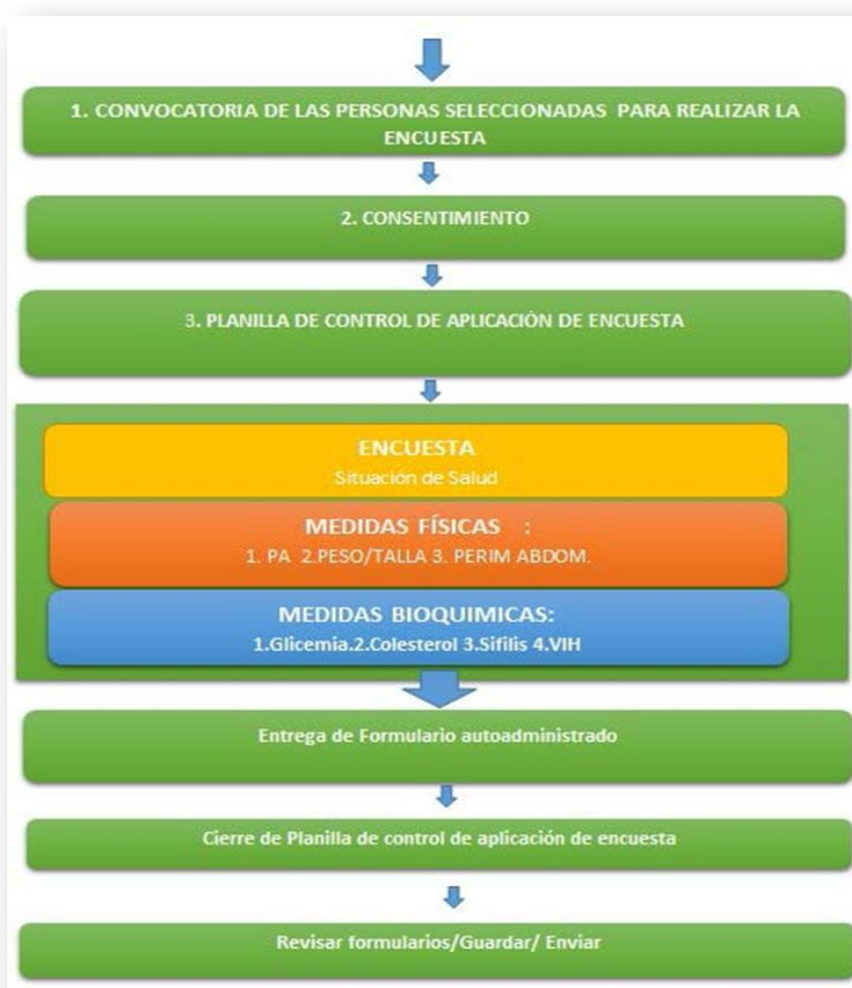 1. CONVOCATORIA DE LAS PERSONAS SELECCIONADAS PARA REALIZAR LA
ENCUESTA
2. CONSENTIMIENTO
3. PLANILLA DE CONTROL DE APLICACIÒN DE ENCUESTA
ENCUESTA
Situación de Salud
MEDIDAS FÍSICAS :
1. PA 2.PESO/TALLA 3. PERIM ABDOM.
MEDIDAS BIOQUIMICAS:
1.Glicemia.2.Colesterol 3.Sifilis 4.VIH
Entrega de Formulario autoadministrado
Cierre de Planilla de control de aplicación de encuesta
Revisar formularios/Guardar/ Enviar